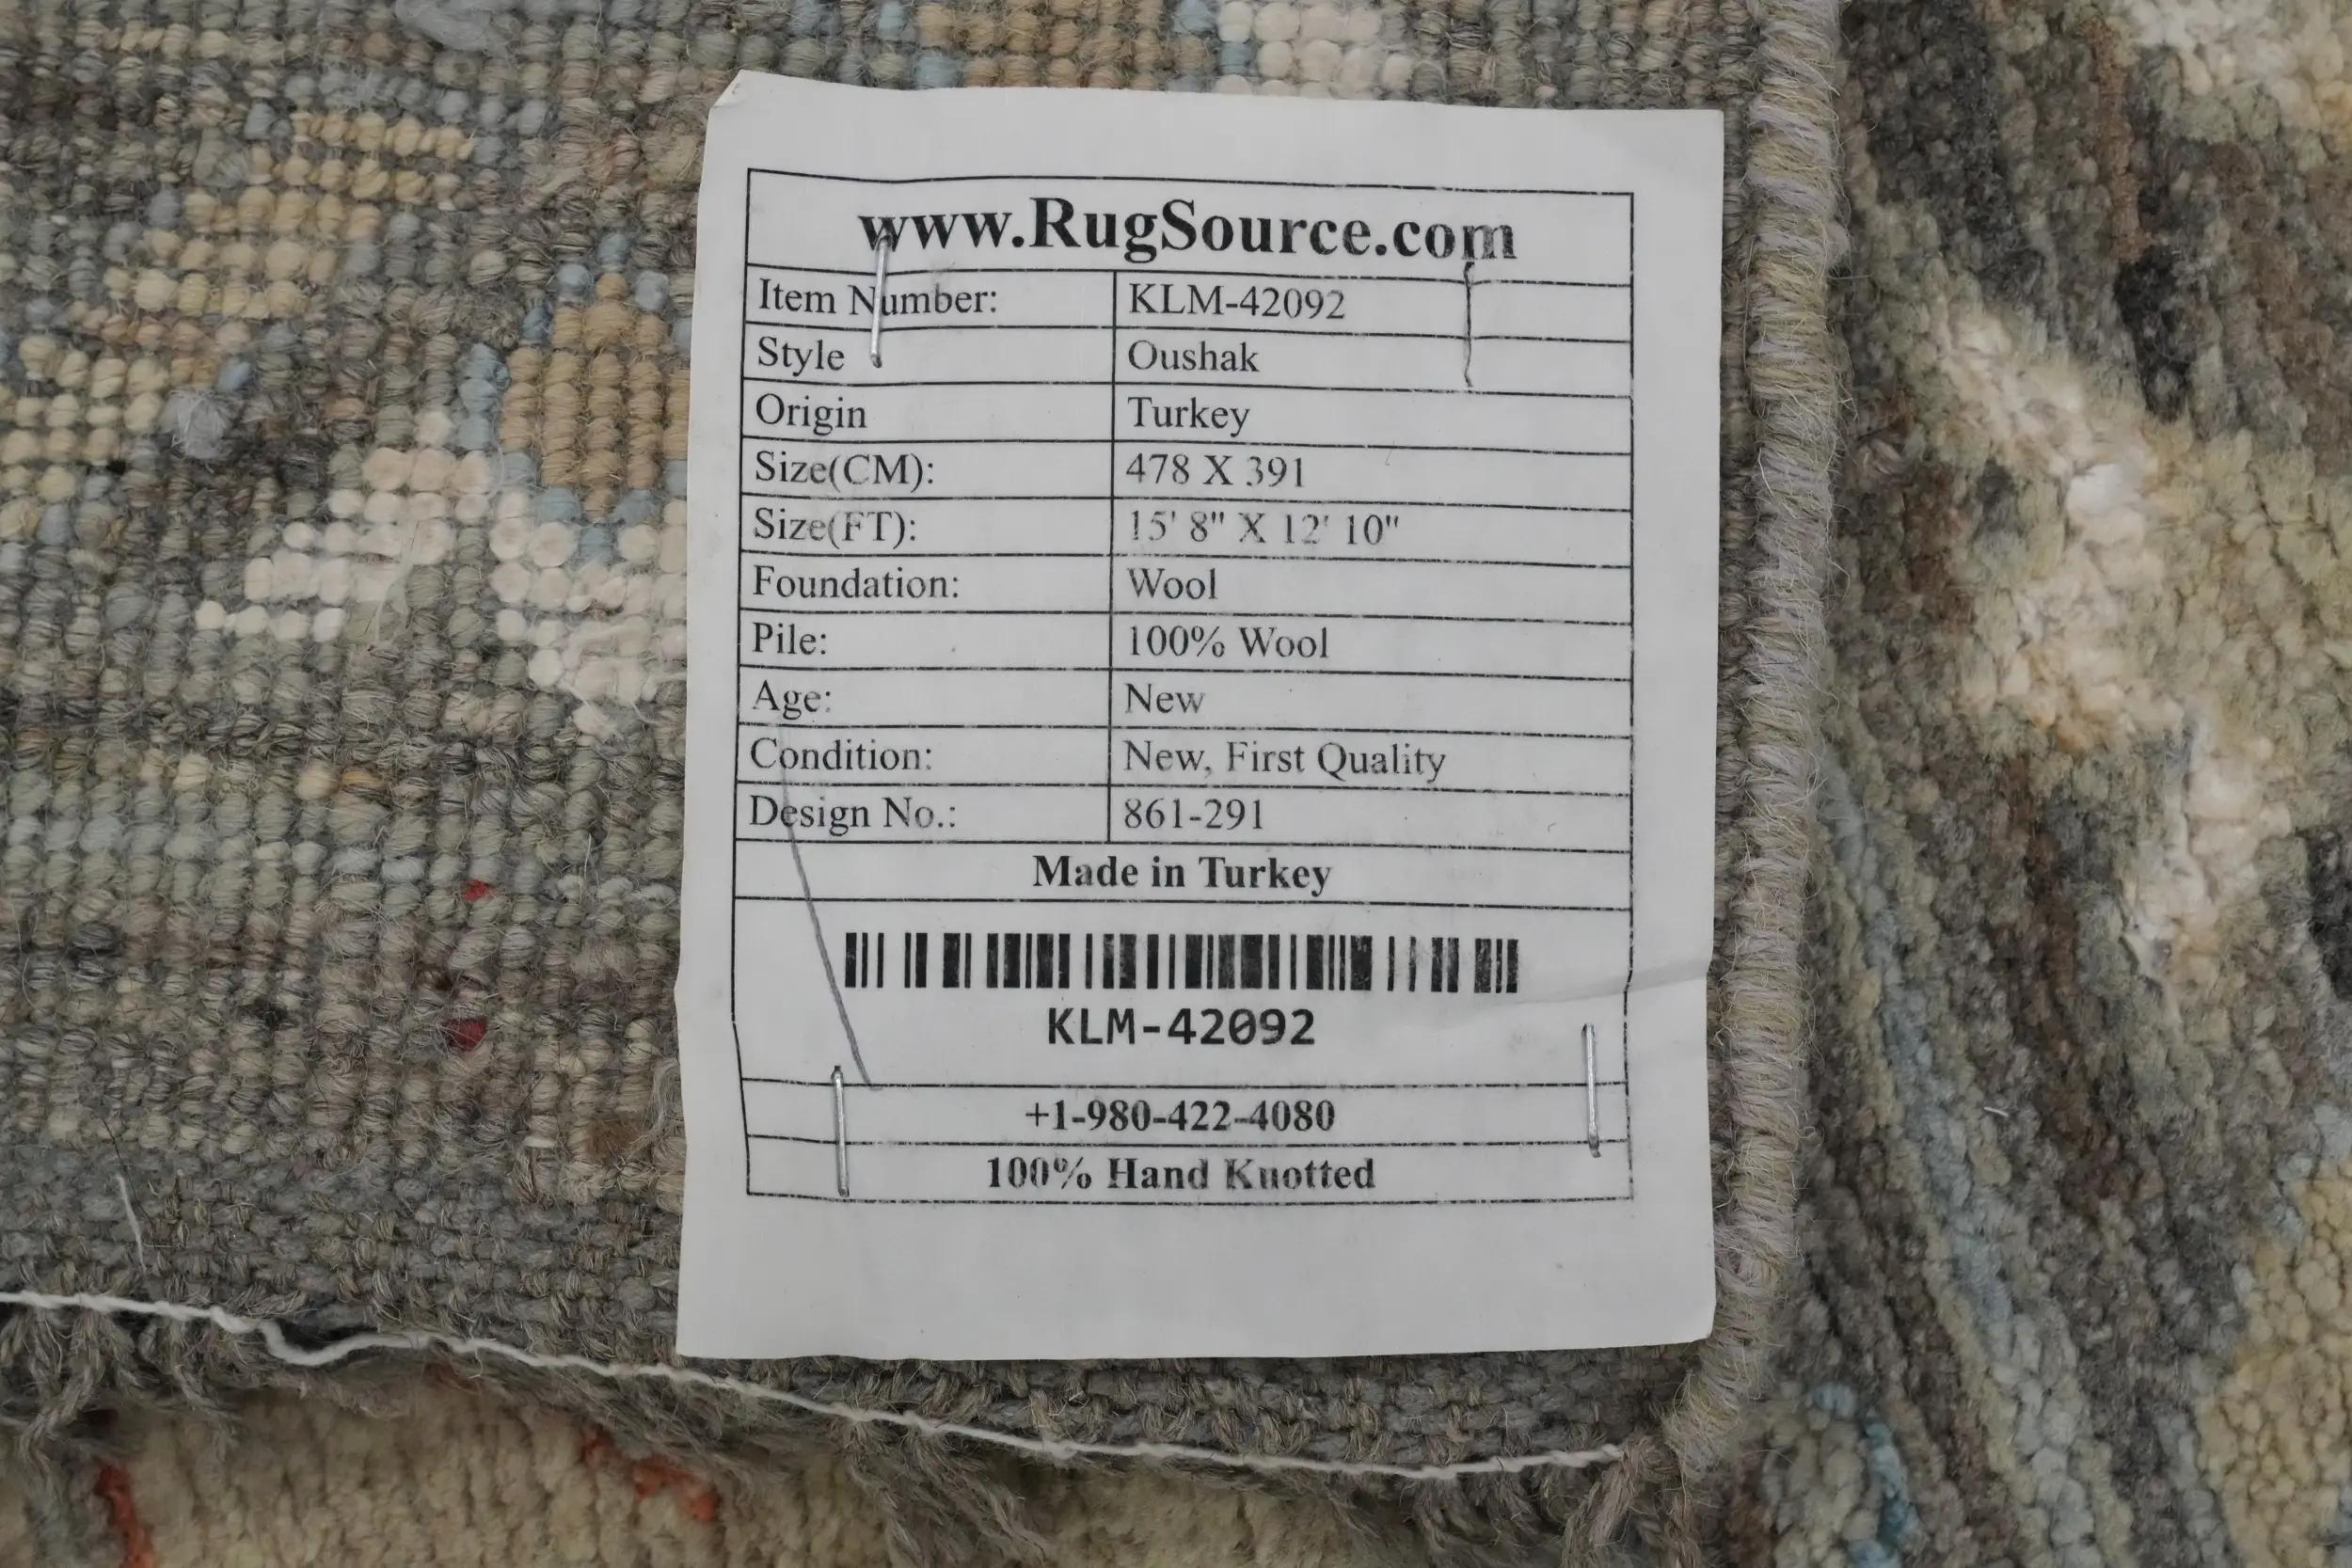 www.RugSource.com
Item Number: KLM-42092
Style Oushak
Origin Turkey
Size(CM): 478 X 391
Size(FT): 15' 8" X 12' 10"
Foundation: Wool
Pile: 100% Wool
Age: New
Condition: New, First Quality
Design No.: 861-291
Made in Turkey
KLM-42092
+1-980-422-4080
100% Hand Knotted